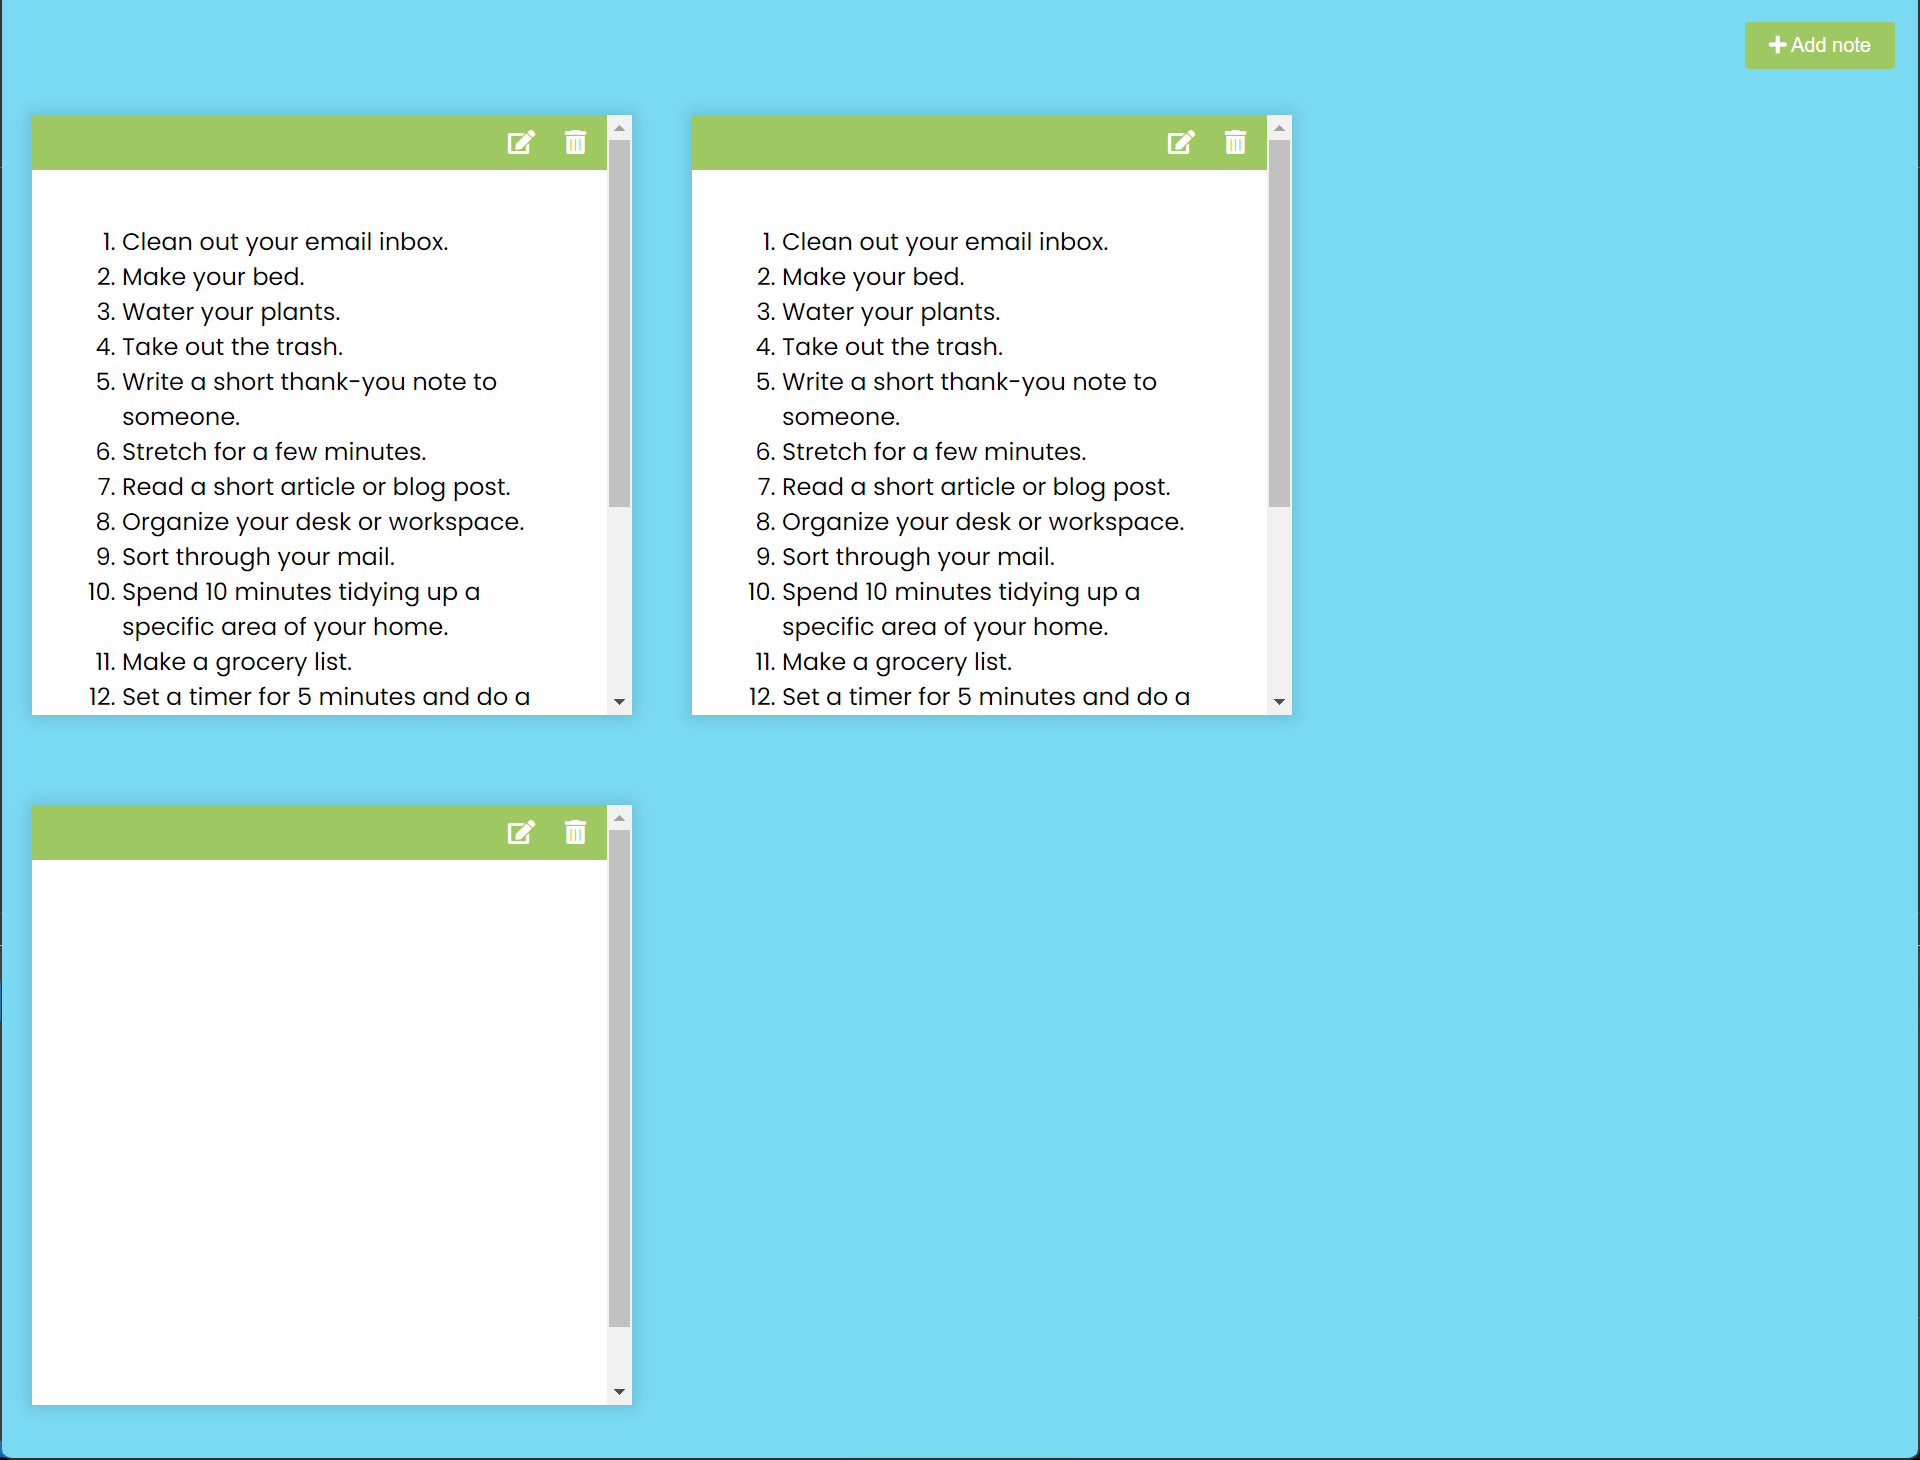 Add note
1. Clean out your email inbox.
2. Make your bed.
3. Water your plants.
4. Take out the trash.
5. Write a short thank-you note to
someone.
6. Stretch for a few minutes.
7. Read a short article or blog post.
8. Organize your desk or workspace.
9. Sort through your mail.
10. Spend 10 minutes tidying up a
specific area of your home.
11. Make a grocery list.
12. Set a timer for 5 minutes and do a
1. Clean out your email inbox.
2. Make your bed.
3. Water your plants.
4. Take out the trash.
5. Write a short thank-you note to
someone.
6. Stretch for a few minutes.
7. Read a short article or blog post.
8. Organize your desk or workspace.
9. Sort through your mail.
10. Spend 10 minutes tidying up a
specific area of your home.
11. Make a grocery list.
12. Set a timer for 5 minutes and do a